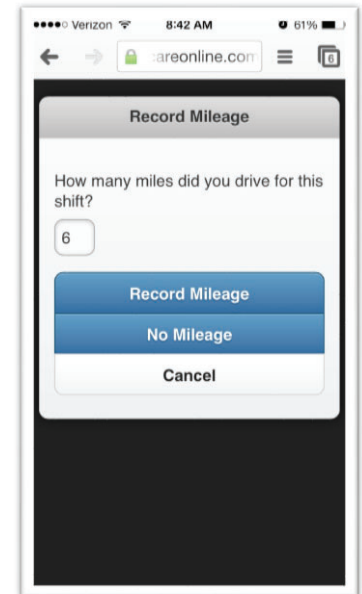 Verizon 8:42 AM 61%
areonline.com 6
Record Mileage
How many miles did you drive for this
shift?
6
Record Mileage
No Mileage
Cancel